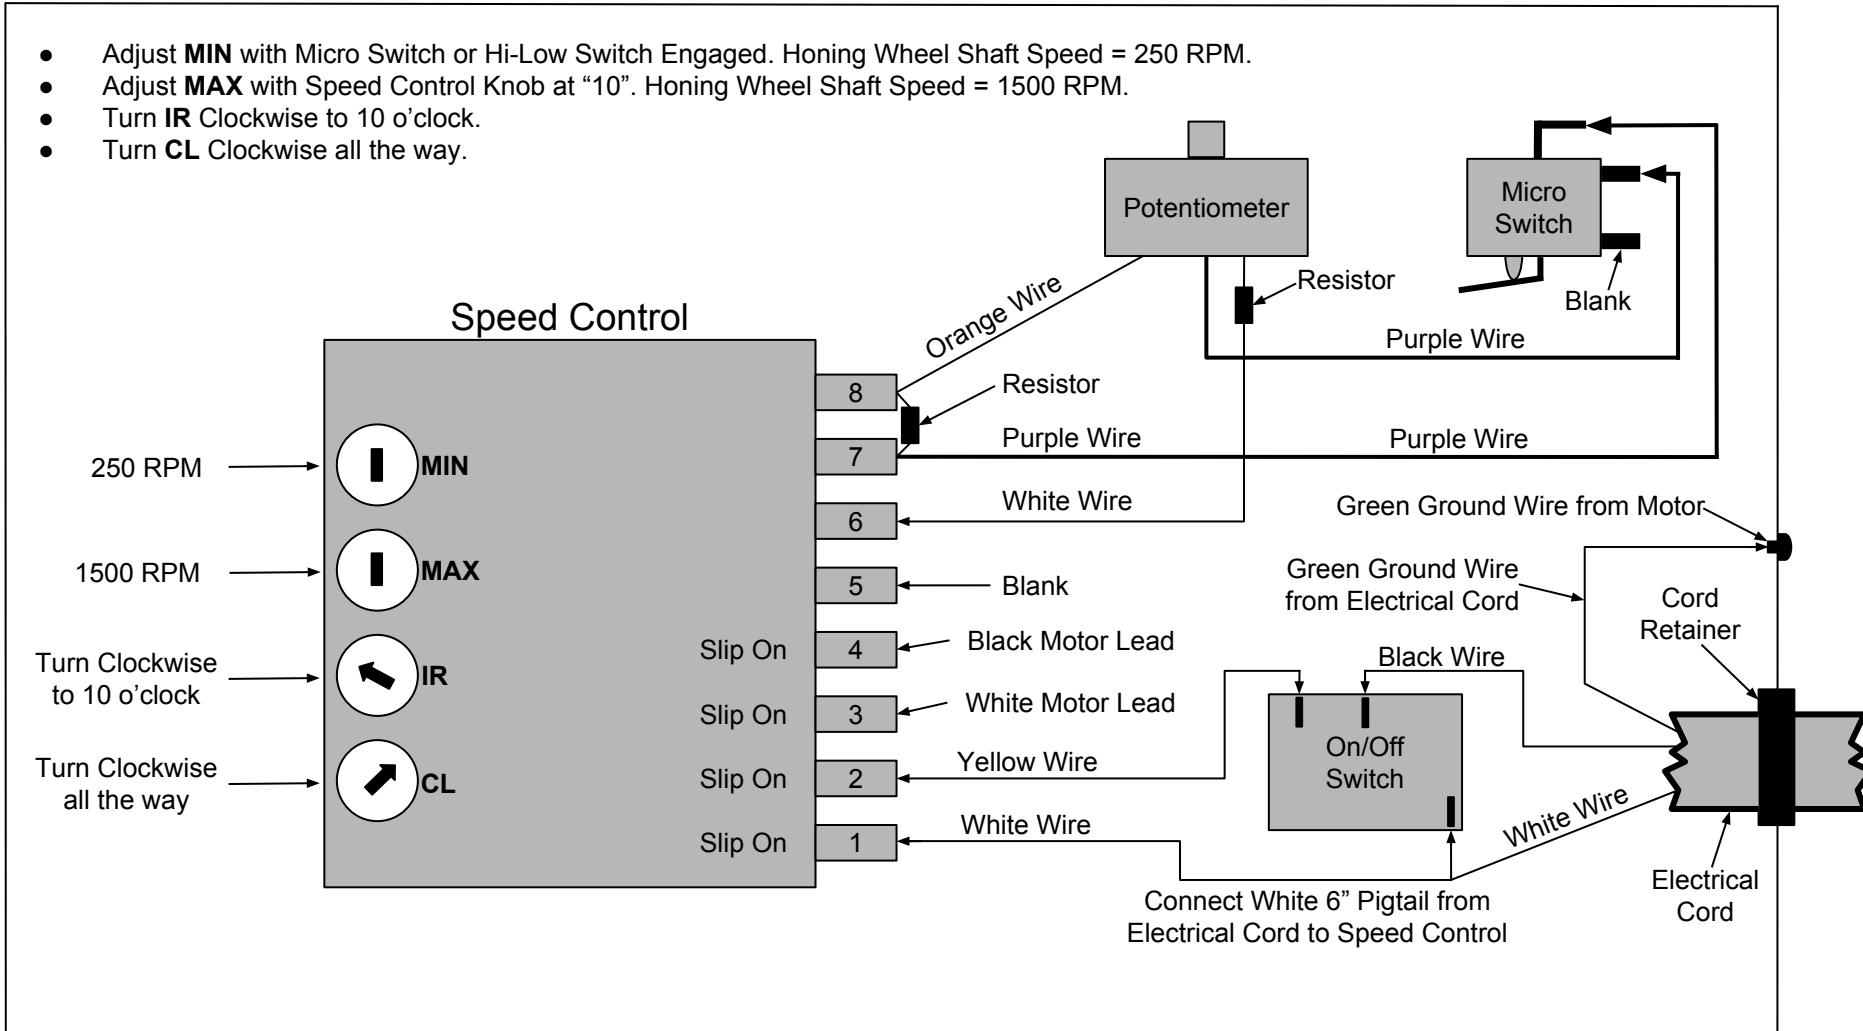 ● Adjust MIN with Micro Switch or Hi-Low Switch Engaged. Honing Wheel Shaft Speed = 250 RPM.
● Adjust MAX with Speed Control Knob at “10”. Honing Wheel Shaft Speed = 1500 RPM.
● Turn IR Clockwise to 10 o’clock.
● Turn CL Clockwise all the way.
Potentiometer
Micro
Switch
Resistor
Blank
Orange Wire
Purple Wire
Speed Control
8
Resistor
7
Purple Wire
Purple Wire
250 RPM
MIN
6
White Wire
Green Ground Wire from Motor
1500 RPM
MAX
5
Blank
Green Ground Wire
from Electrical Cord
Cord
Retainer
Slip On
4
Black Motor Lead
Black Wire
Turn Clockwise
to 10 o’clock
IR
Slip On
3
White Motor Lead
On/Off
Switch
Slip On
2
Yellow Wire
Turn Clockwise
all the way
CL
Slip On
1
White Wire
White Wire
Connect White 6” Pigtail from
Electrical Cord to Speed Control
Electrical
Cord